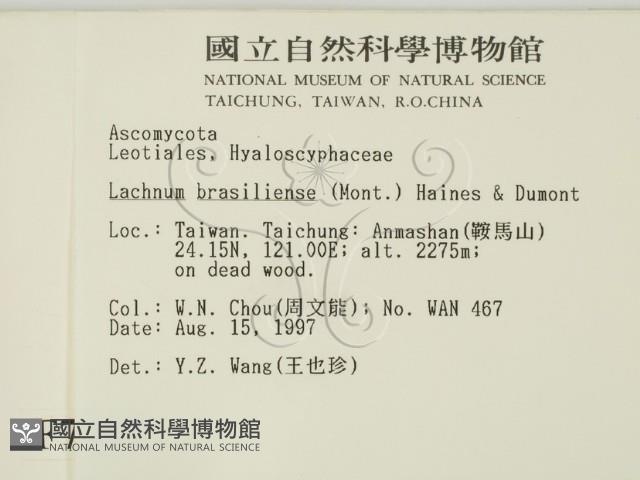 國立自然科學博物館
NATIONAL MUSEUM OF NATURAL SCIENCE
TAICHUNG, TAIWAN, R.O.CHINA
Ascomycota
Leotiales, Hyaloscyphaceae
Lachnum brasiliense (Mont.) Haines & Dumont
Loc.: Taiwan. Taichung: Anmashan(鞍馬山)
24.15N, 121.00E; alt. 2275m;
on dead wood.
Col.: W.N. Chou(周文能); No. WAN 467
Date: Aug. 15, 1997
Det.: Y.Z. Wang(王也珍)
國立自然科學博物館
NATIONAL MUSEUM OF NATURAL SCIENCE